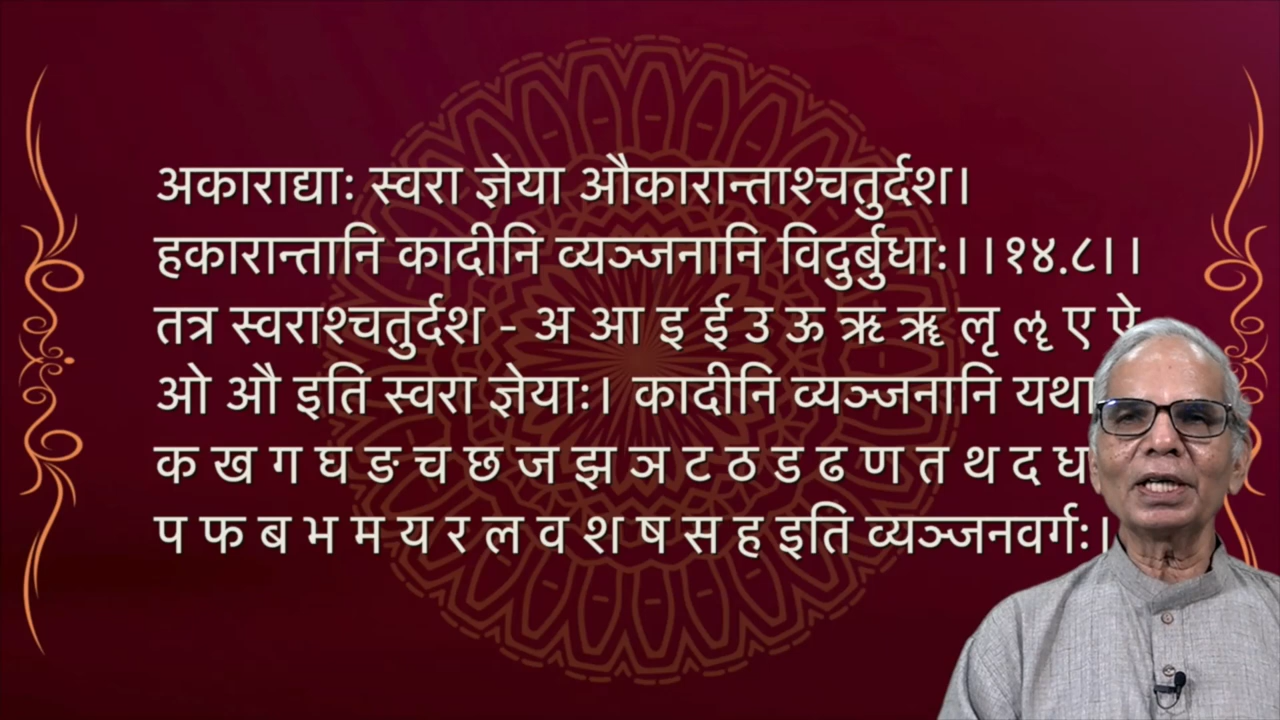 अकाराद्याः स्वरा ज्ञेया औकारान्ताश्चतुर्दश।
हकारान्तानि कादीनि व्यञ्जनानि विदुर्बुधाः।।१४.८।।
तत्र स्वराश्चतुर्दश - अ आ इ ई उ ऊ ऋ ॠ लृ ॡ ए ऐ
ओ औ इति स्वरा ज्ञेयाः। कादीनि व्यञ्जनानि यथा
क ख ग घ ङ च छ ज झ ञ ट ठ ड ढ ण त थ द ध
प फ ब भ म य र ल व श ष स ह इति व्यञ्जनवर्गः।